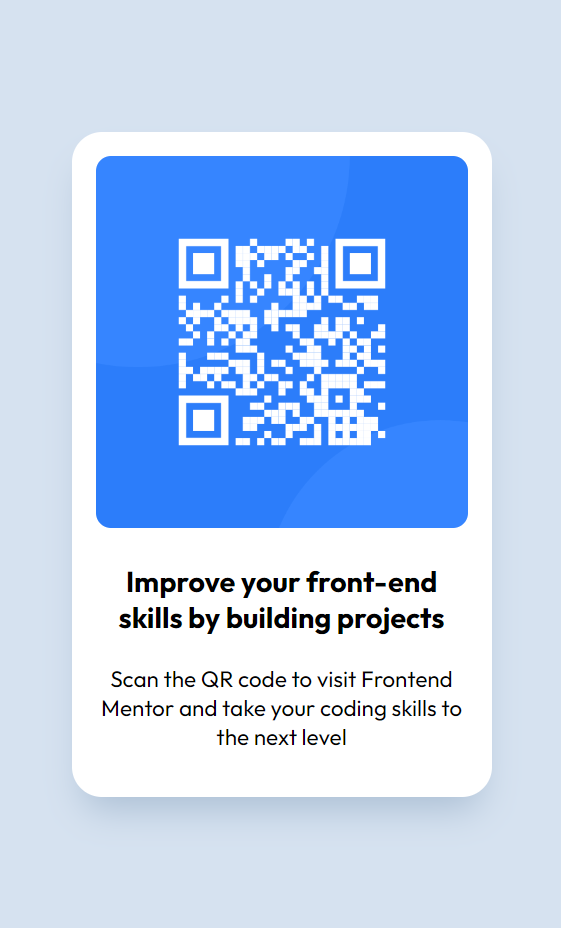 Improve your front-end
skills by building projects
Scan the QR code to visit Frontend
Mentor and take your coding skills to
the next level